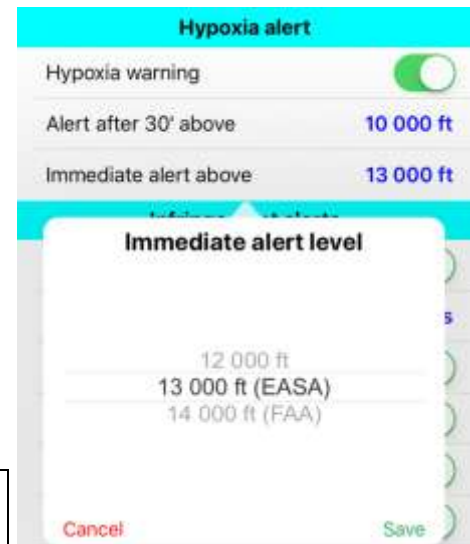 Hypoxia alert
Hypoxia warning
Alert after 30' above 10 000 ft
Immediate alert above 13 000 ft
Immediate alert level
s
12 000 ft
13 000 ft (EASA)
14 000 ft (FAA)
Cancel Save